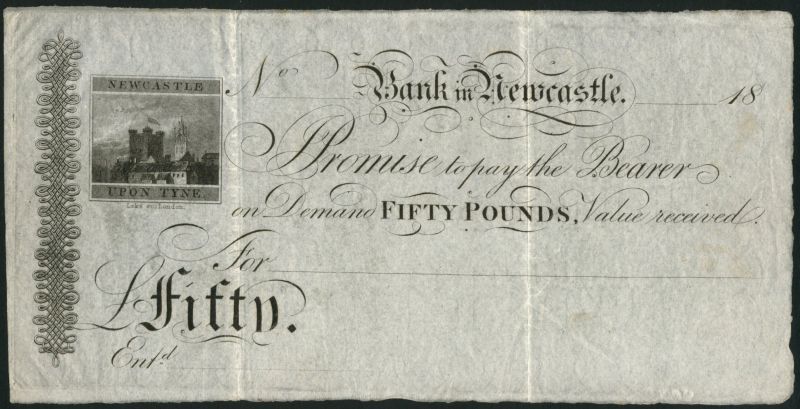 NEWCASTLE
UPON TYNE.
No Bank in Newcastle. 18
I Promise to pay the Bearer
on Demand FIFTY POUNDS, Value received.
For
£ Fifty.
Entd